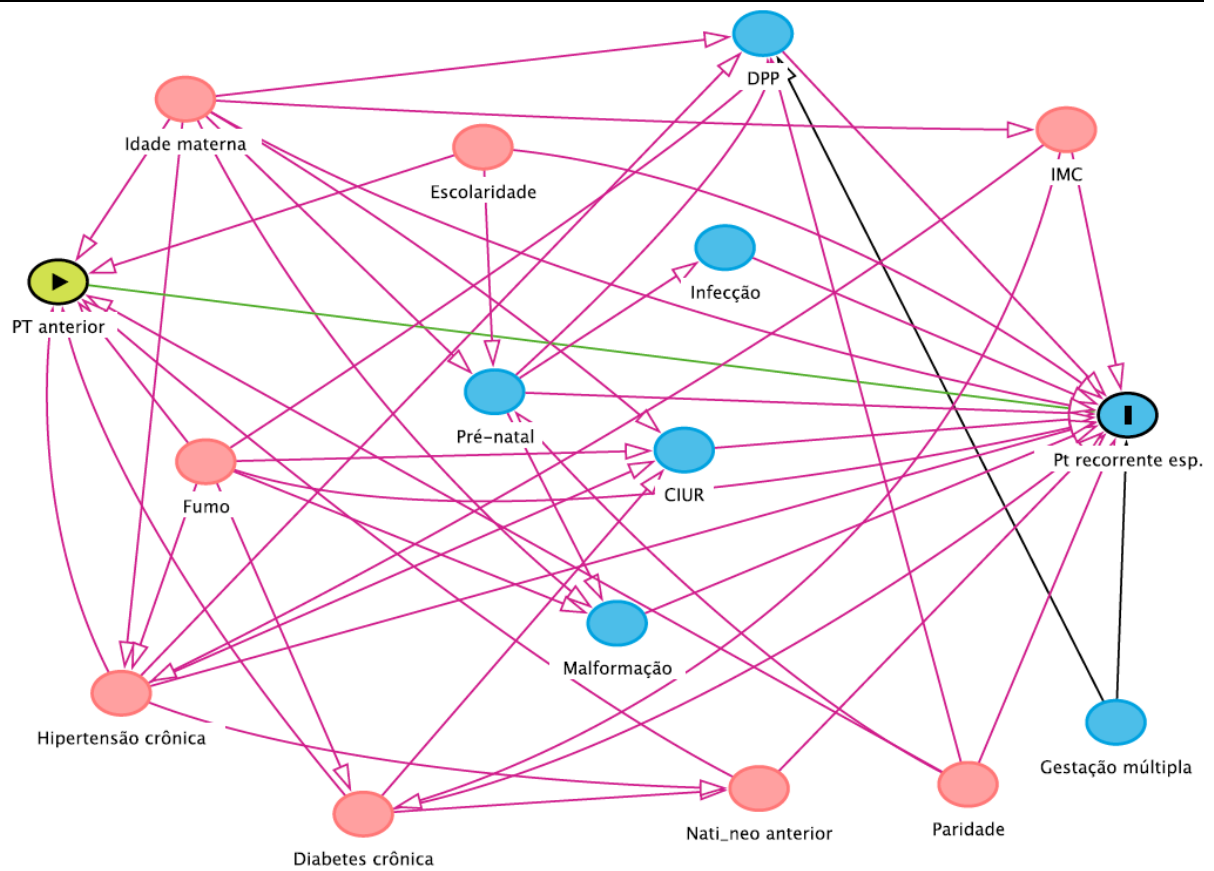 DPP
Idade materna
IMC
Escolaridade
Infecção
PT anterior
Pré-natal
Pt recorrente esp.
CIUR
Fumo
Malformação
Hipertensão crônica
Gestação múltipla
Nati_neo anterior
Paridade
Diabetes crônica